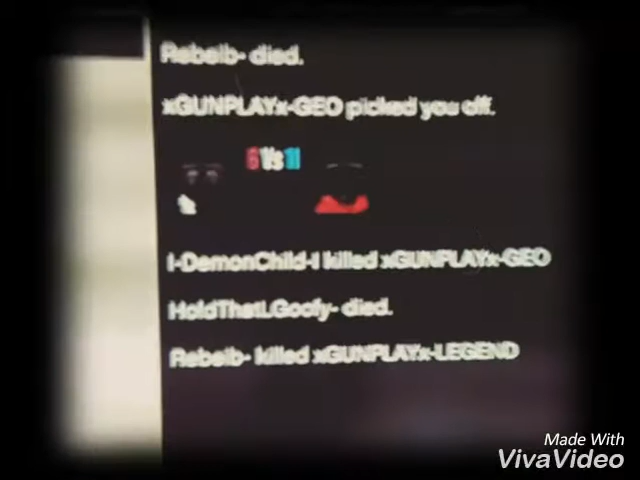 Rebelb- died.
xGUNPLAYx-GEO picked you off.
6 Vs 11
I-DemonChild-I killed xGUNPLAYx-GEO
HoldThatLGoofy- died.
Rebelb- killed xGUNPLAYx-LEGEND
Made With
VivaVideo